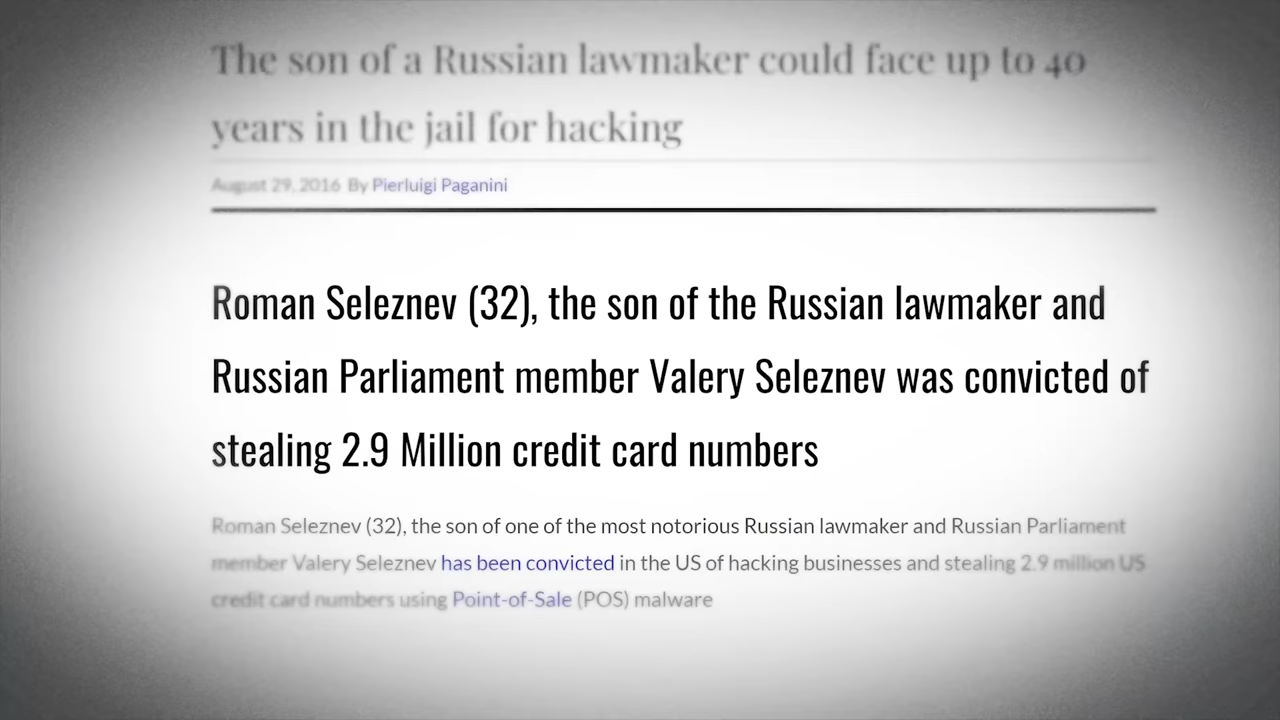 The son of a Russian lawmaker could face up to 40
years in the jail for hacking
August 29, 2016 By Pierluigi Paganini
Roman Seleznev (32), the son of the Russian lawmaker and
Russian Parliament member Valery Seleznev was convicted of
stealing 2.9 Million credit card numbers
Roman Seleznev (32), the son of one of the most notorious Russian lawmaker and Russian Parliament
member Valery Seleznev has been convicted in the US of hacking businesses and stealing 2.9 million US
credit card numbers using Point-of-Sale (POS) malware